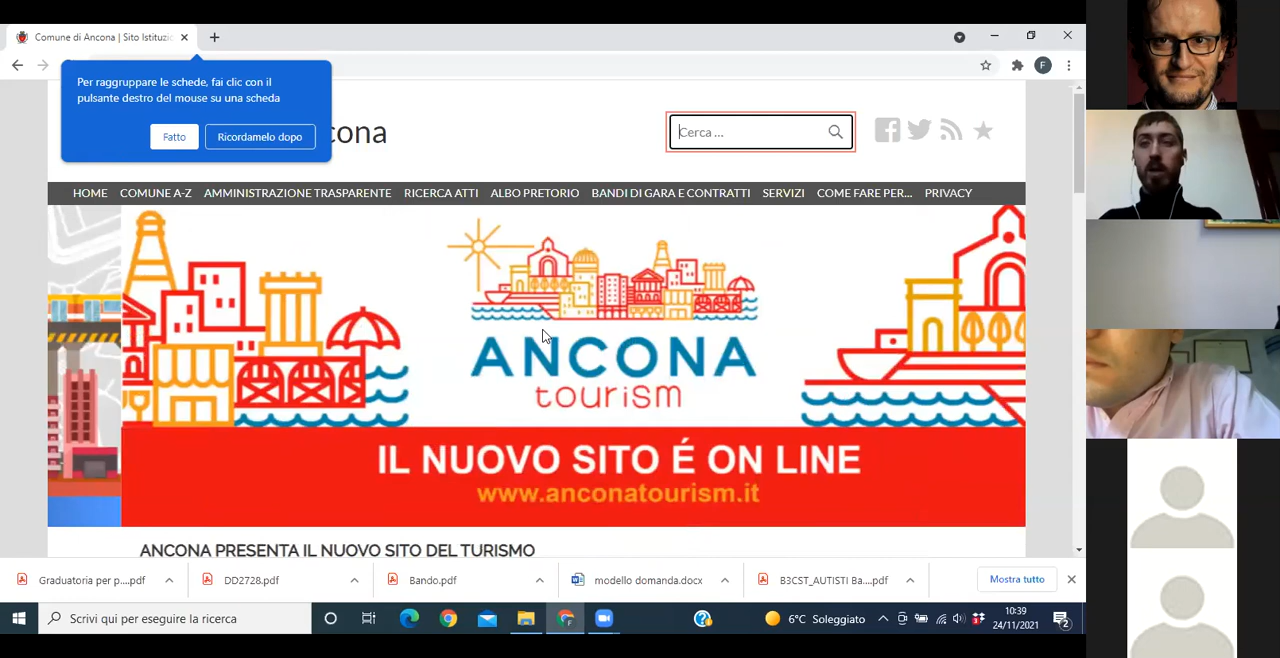 Comune di Ancona | Sito Istituzio
Per raggruppare le schede, fai clic con il
pulsante destro del mouse su una scheda
Fatto
Ricordamelo dopo
cona
Cerca ...
F
HOME COMUNE A-Z AMMINISTRAZIONE TRASPARENTE RICERCA ATTI ALBO PRETORIO BANDI DI GARA E CONTRATTI SERVIZI COME FARE PER... PRIVACY
ANCONA
tourism
IL NUOVO SITO É ON LINE
www.anconatourism.it
ANCONA PRESENTA IL NUOVO SITO DEL TURISMO
Graduatoria per p....pdf
DD2728.pdf
Bando.pdf
modello domanda.docx
B3CST_AUTISTI Ba....pdf
Mostra tutto
Scrivi qui per eseguire la ricerca
6°C Soleggiato
10:39
24/11/2021
2